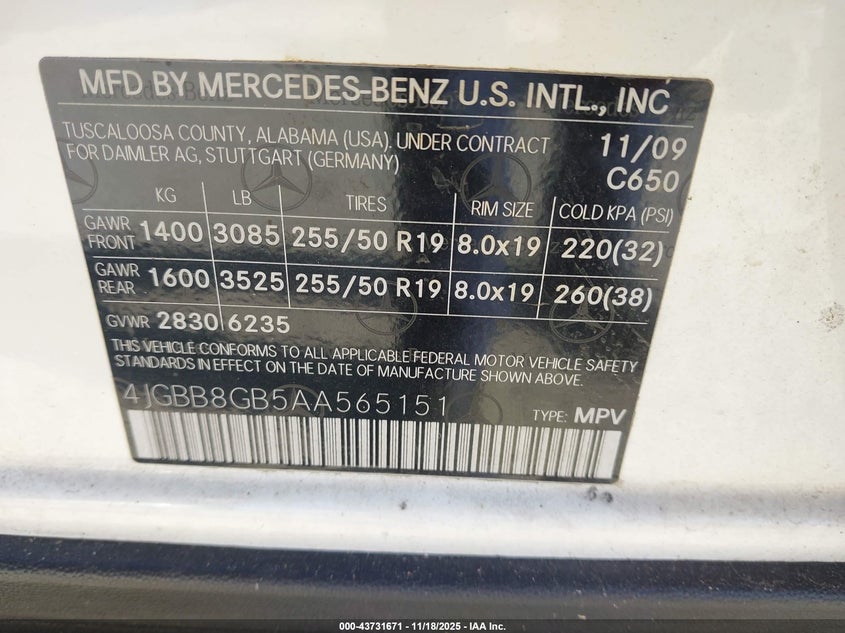 MFD BY MERCEDES-BENZ U.S. INTL., INC
TUSCALOOSA COUNTY, ALABAMA (USA). UNDER CONTRACT 11/09
FOR DAIMLER AG, STUTTGART (GERMANY) C650
KG LB TIRES RIM SIZE COLD KPA (PSI)
GAWR FRONT 1400 3085 255/50 R19 8.0x19 220(32)
GAWR REAR 1600 3525 255/50 R19 8.0x19 260(38)
GVWR 2830 6235
THIS VEHICLE CONFORMS TO ALL APPLICABLE FEDERAL MOTOR VEHICLE SAFETY
STANDARDS IN EFFECT ON THE DATE OF MANUFACTURE SHOWN ABOVE.
4JGBB8GB5AA565151 TYPE: MPV
000-43731671 - 11/18/2025 - IAA Inc.